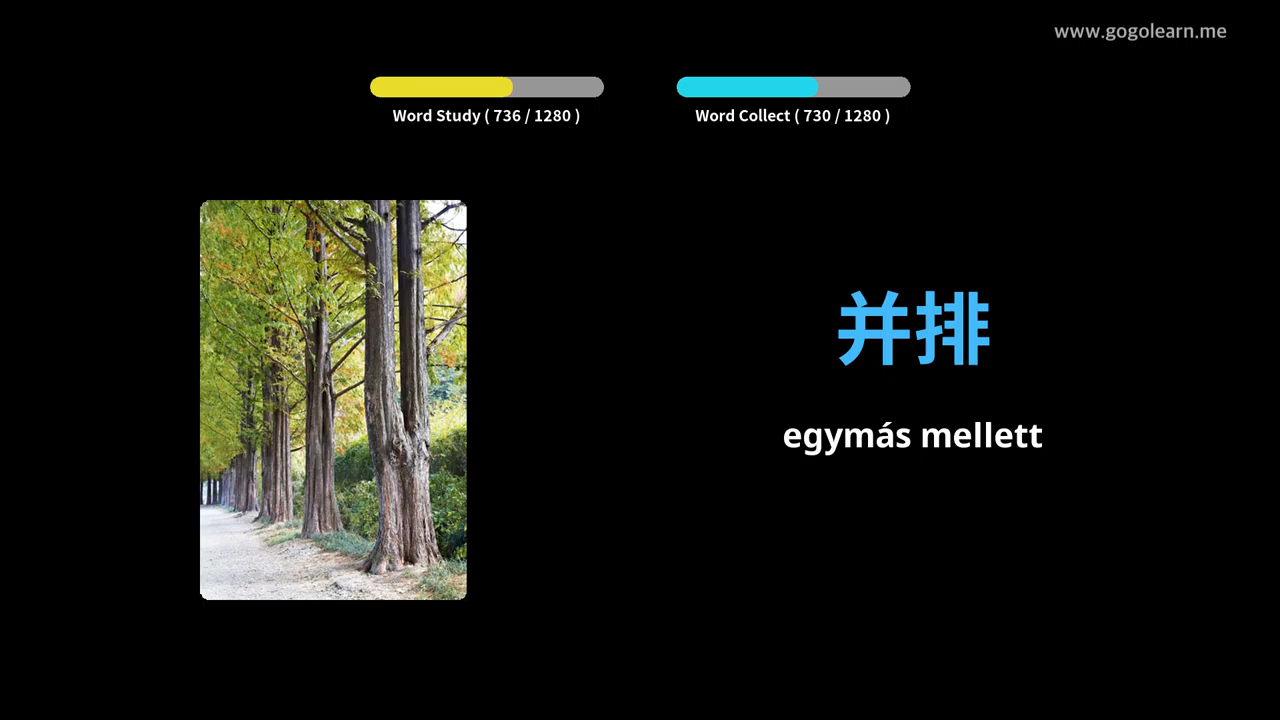 www.gogolearn.me
Word Study ( 736 / 1280 )
Word Collect ( 730 / 1280 )
并排
egymás mellett